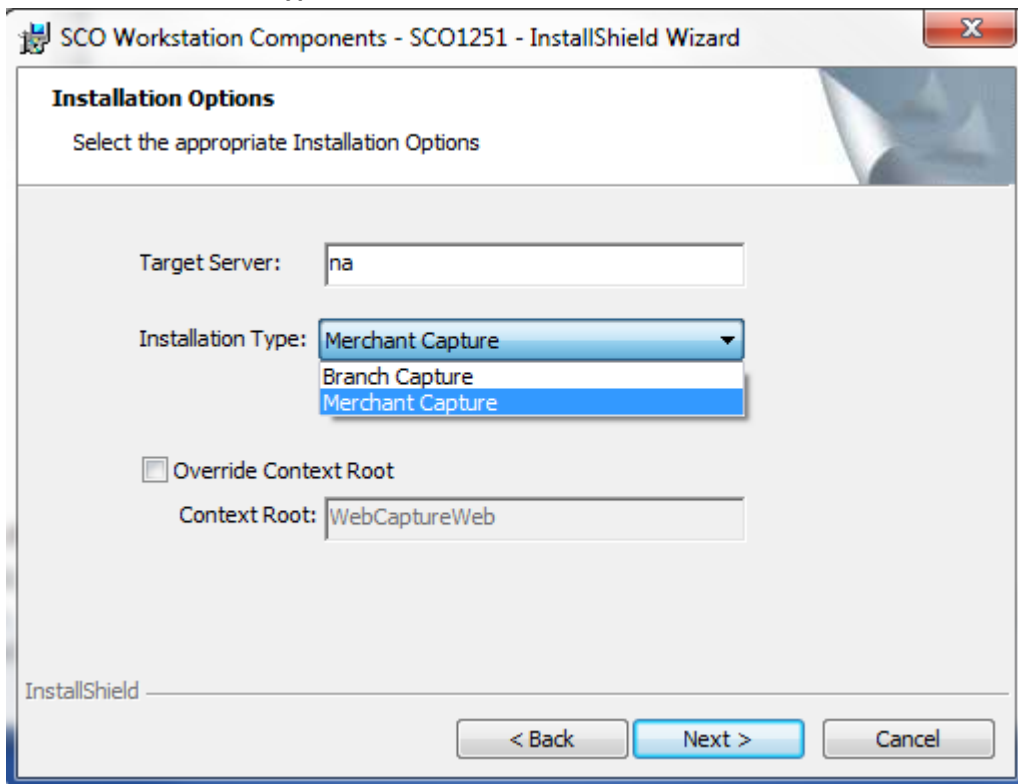 SCO Workstation Components - SCO1251 - InstallShield Wizard
Installation Options
Select the appropriate Installation Options
Target Server: na
Installation Type: Merchant Capture
Branch Capture
Merchant Capture
Override Context Root
Context Root: WebCaptureWeb
InstallShield
< Back Next > Cancel